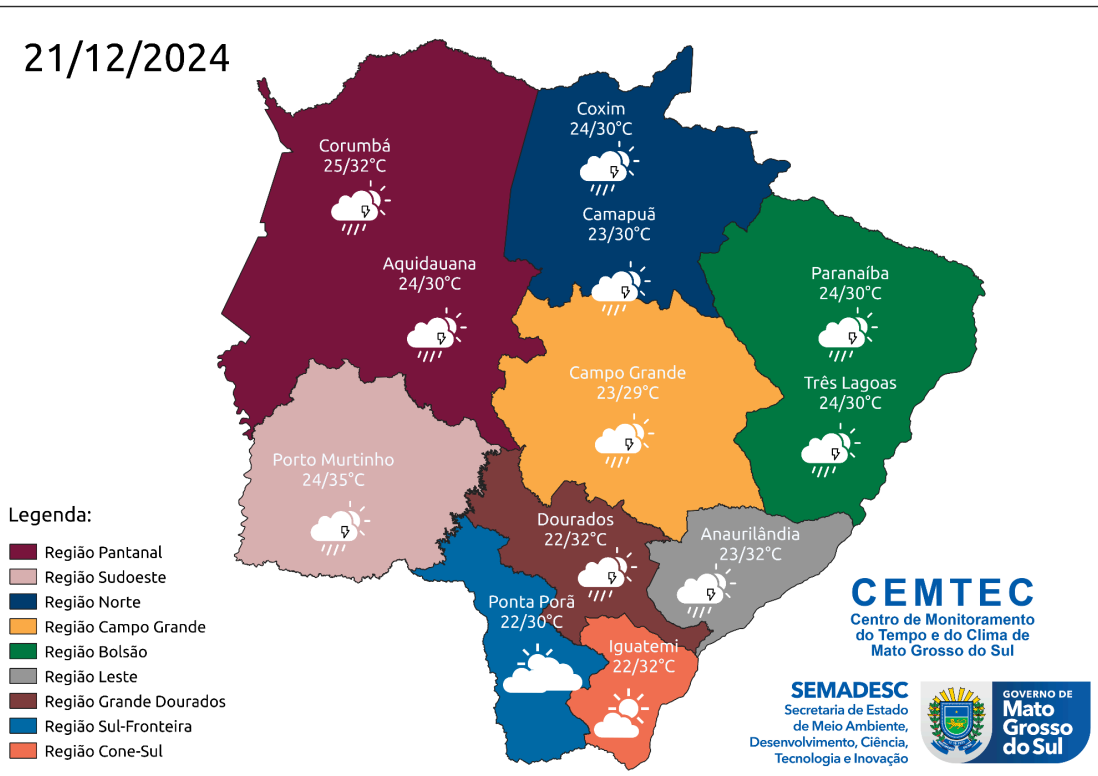 21/12/2024
Coxim
24/30°C
Corumbá
25/32°C
Camapuã
23/30°C
Aquidauana
24/30°C
Paranaíba
24/30°C
Campo Grande
23/29°C
Três Lagoas
24/30°C
Porto Murtinho
24/35°C
Dourados
22/32°C
Anaurilândia
23/32°C
Ponta Porã
22/30°C
Iguatemi
22/32°C
Legenda:
Região Pantanal
Região Sudoeste
Região Norte
Região Campo Grande
Região Bolsão
Região Leste
Região Grande Dourados
Região Sul-Fronteira
Região Cone-Sul
CEMTEC
Centro de Monitoramento
do Tempo e do Clima de
Mato Grosso do Sul
SEMADESC
Secretaria de Estado
de Meio Ambiente,
Desenvolvimento, Ciência,
Tecnologia e Inovação
GOVERNO DE
Mato
Grosso
do Sul